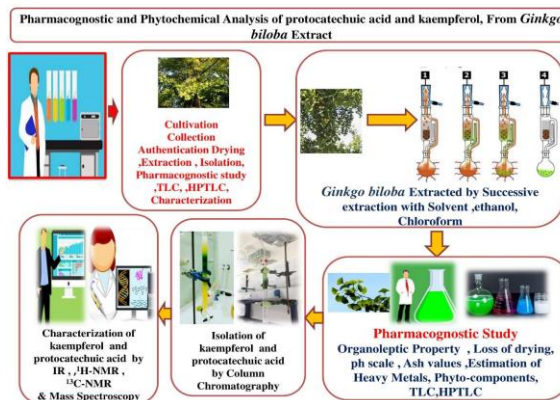 Pharmacognostic and Phytochemical Analysis of protocatechuic acid and kaempferol, From Ginkgo
biloba Extract
Cultivation
Collection
Authentication Drying
,Extraction , Isolation,
Pharmacognostic study
,TLC, ,HPTLC,
Characterization
1 2 3 4
Ginkgo biloba Extracted by Successive
extraction with Solvent ,ethanol,
Chloroform
Pharmacognostic Study
Organoleptic Property , Loss of drying,
ph scale , Ash values ,Estimation of
Heavy Metals, Phyto-components,
TLC,HPTLC
Isolation of
kaempferol and
protocatechuic acid
by Column
Chromatography
Characterization of
kaempferol and
protocatechuic acid by
IR , ,¹H-NMR ,
¹³C-NMR
& Mass Spectroscopy